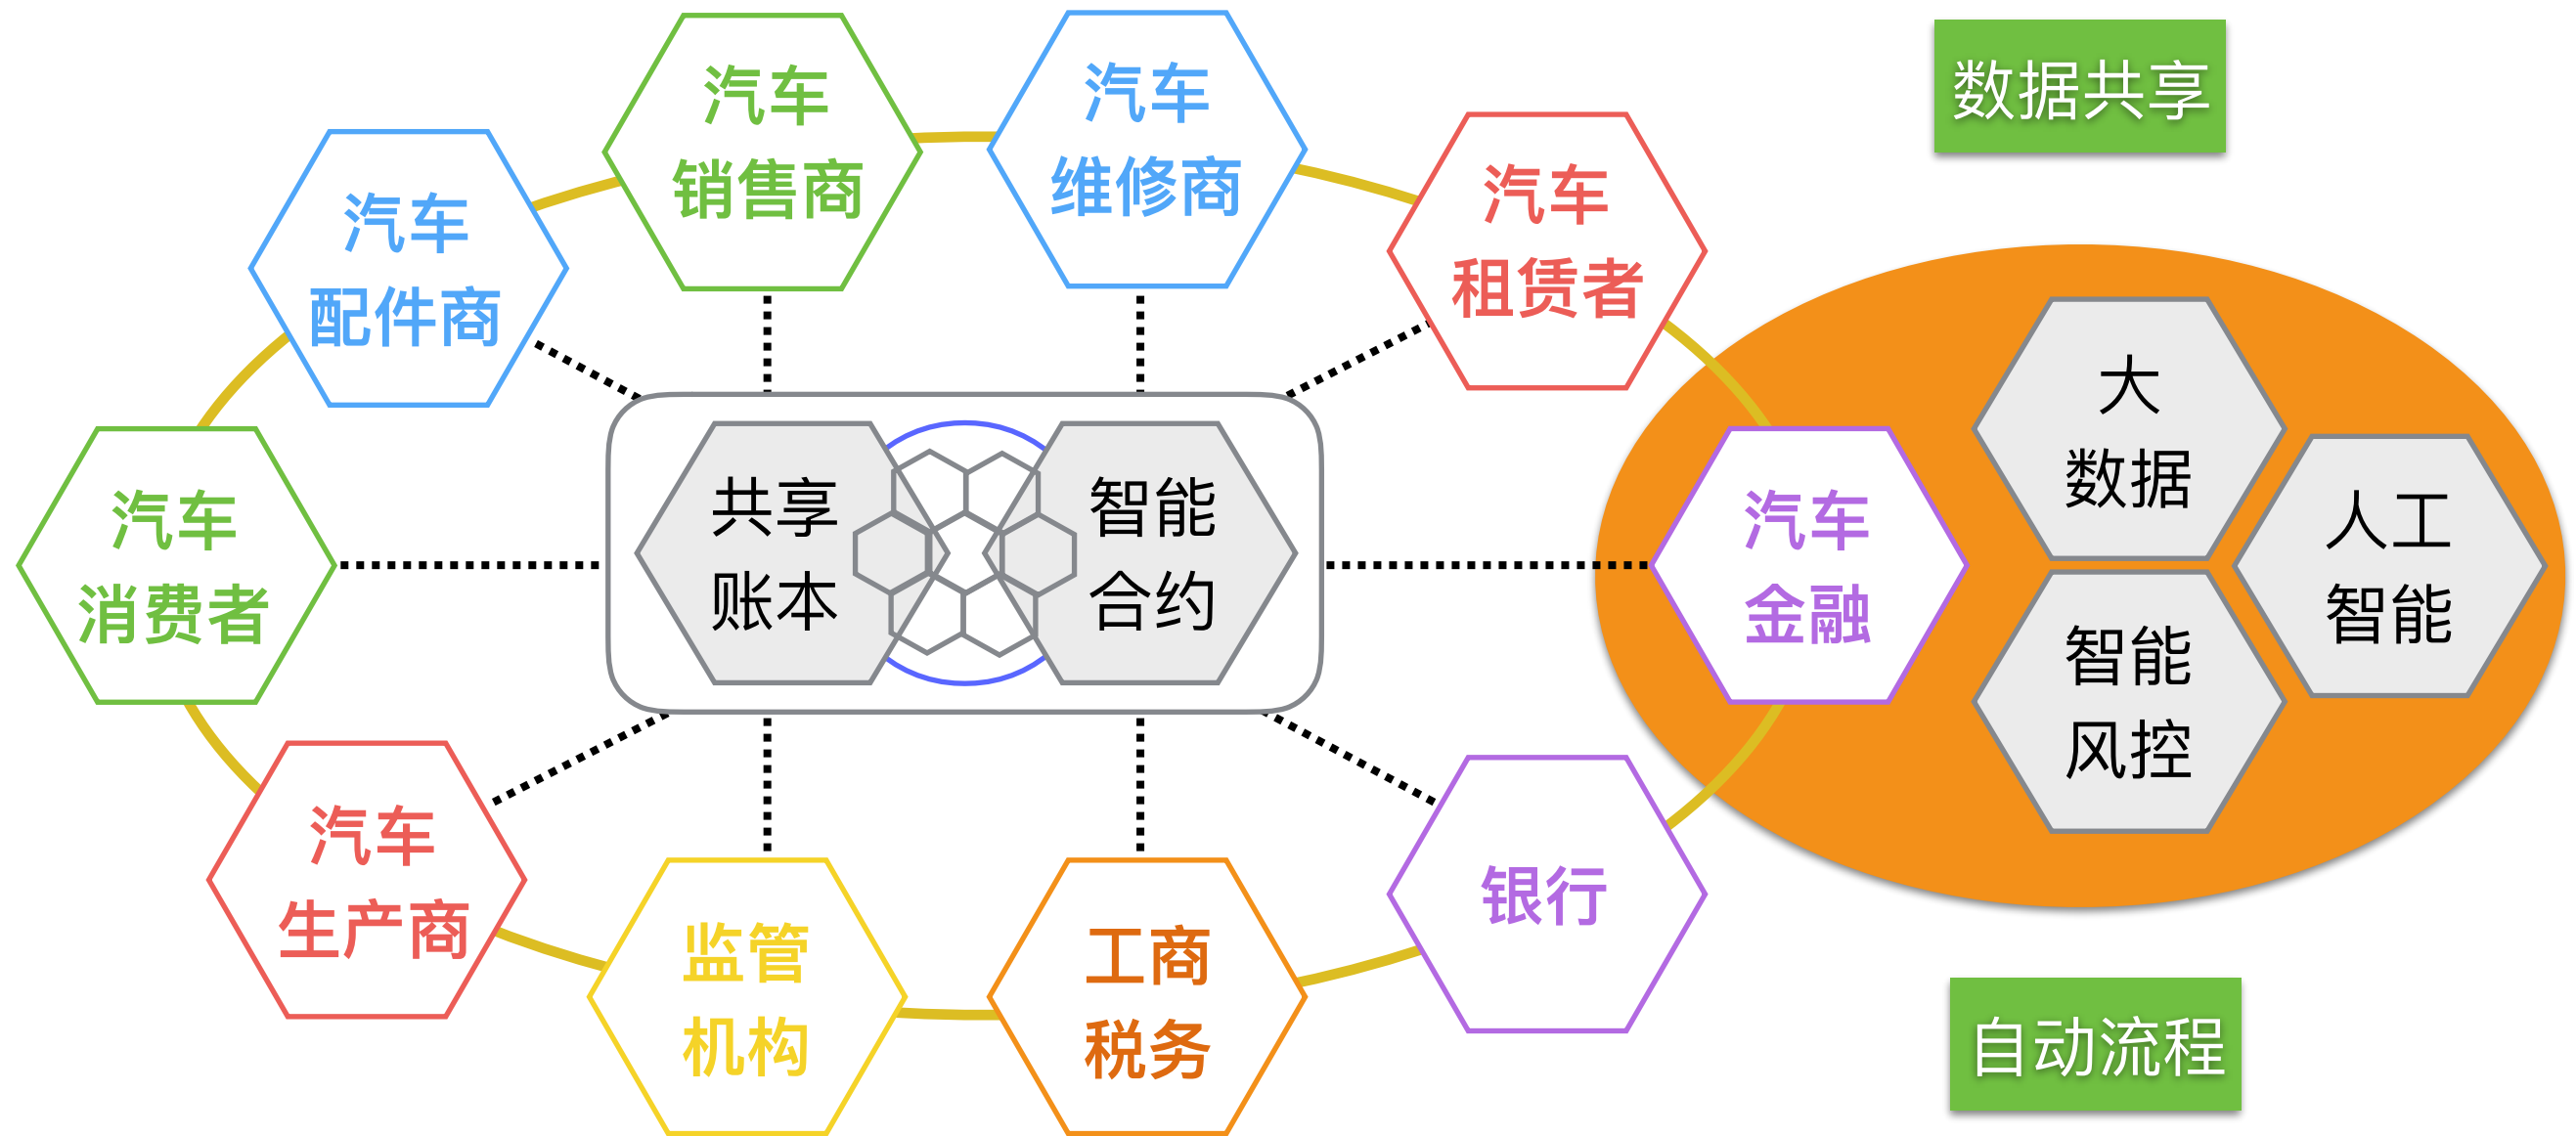 汽车
销售商
汽车
维修商
数据共享
汽车
配件商
汽车
租赁者
汽车
消费者
共享
账本
智能
合约
汽车
金融
大
数据
人工
智能
智能
风控
汽车
生产商
监管
机构
工商
税务
银行
自动流程